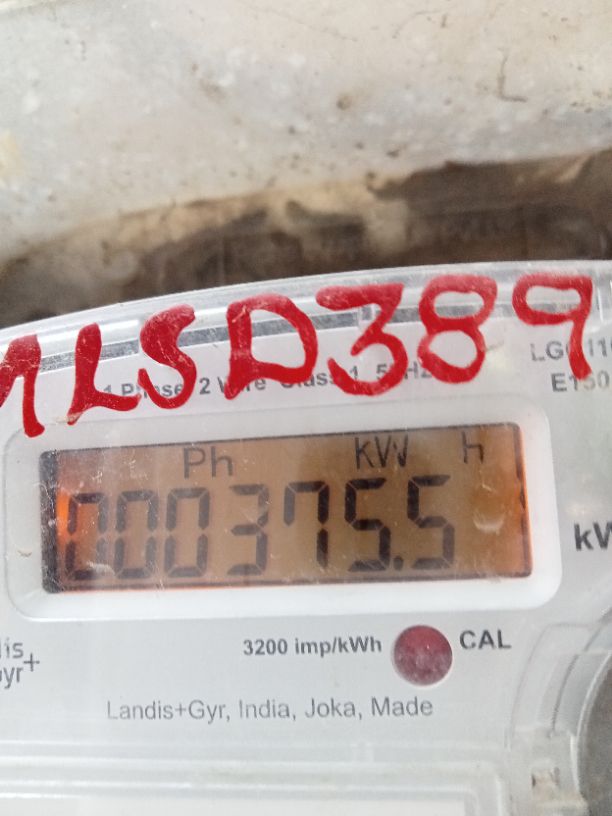 MLSD389
1 Phase 2 Wire Class 1, 50Hz
Ph kW h
000375.5
3200 imp/kWh CAL
Landis+Gyr, India, Joka, Made